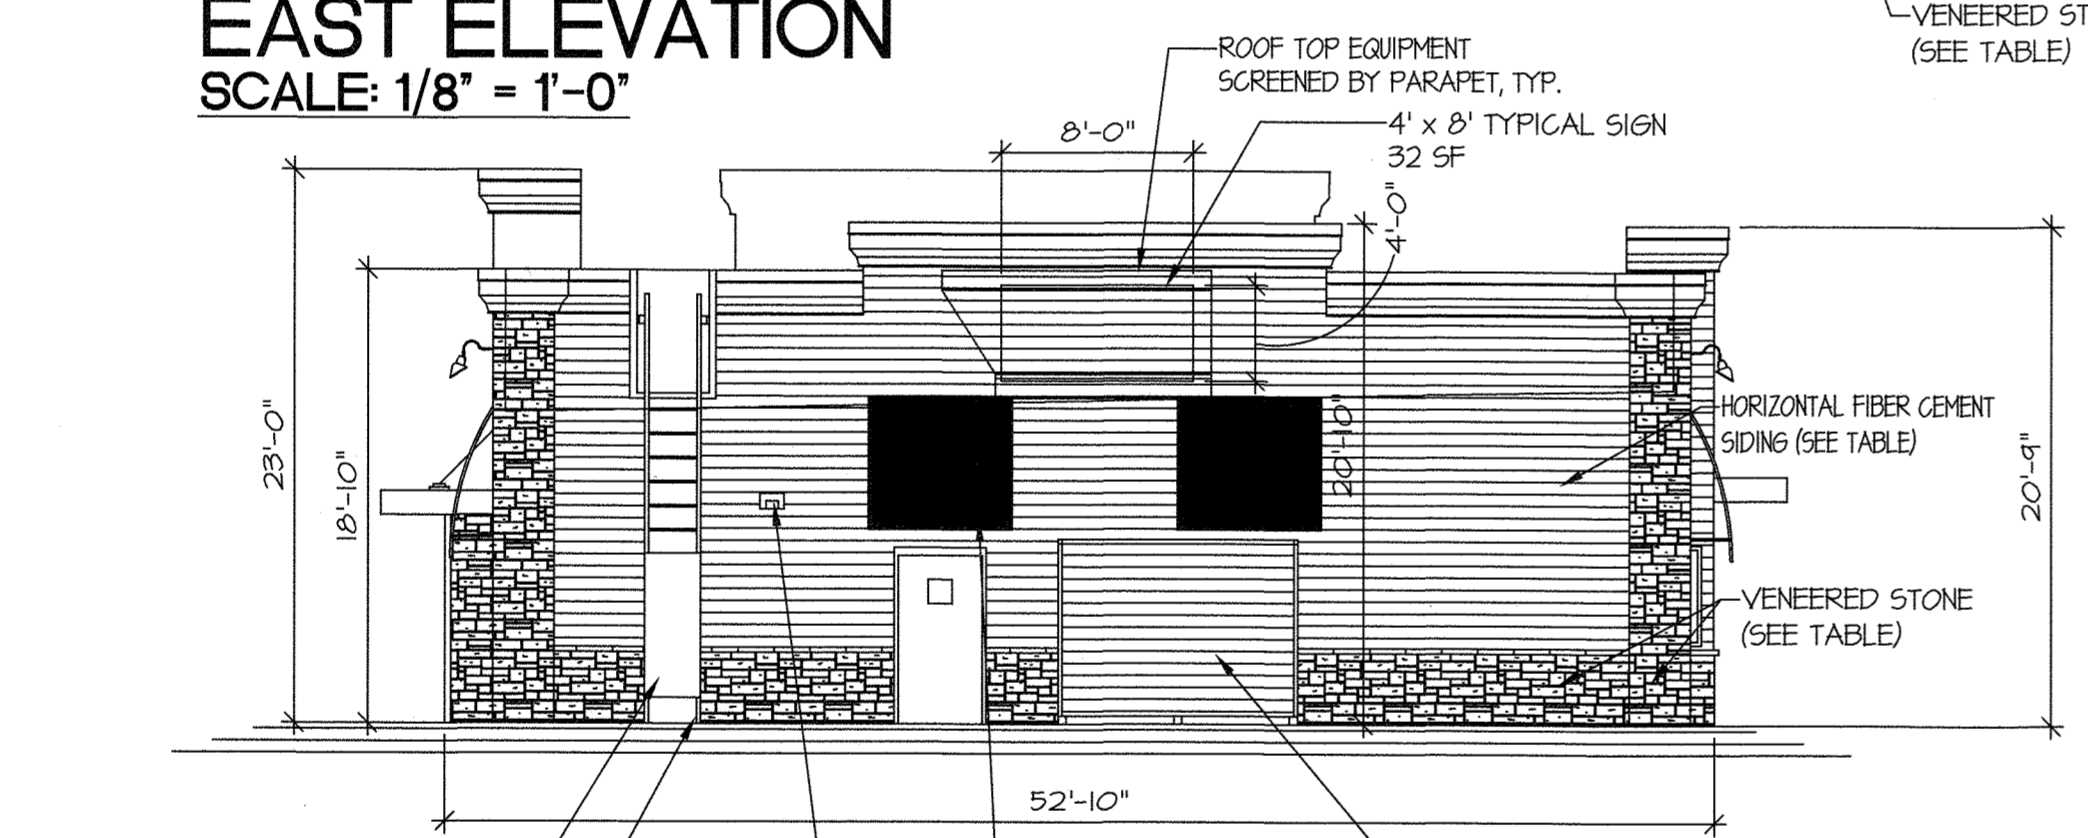 EAST ELEVATION
SCALE: 1/8" = 1'-0"
VENEERED ST
(SEE TABLE)
ROOF TOP EQUIPMENT
SCREENED BY PARAPET, TYP.
8'-0"
4' x 8' TYPICAL SIGN
32 SF
4'-0"
23'-0"
18'-10"
20'-10"
HORIZONTAL FIBER CEMENT
SIDING (SEE TABLE)
20'-9"
VENEERED STONE
(SEE TABLE)
52'-10"